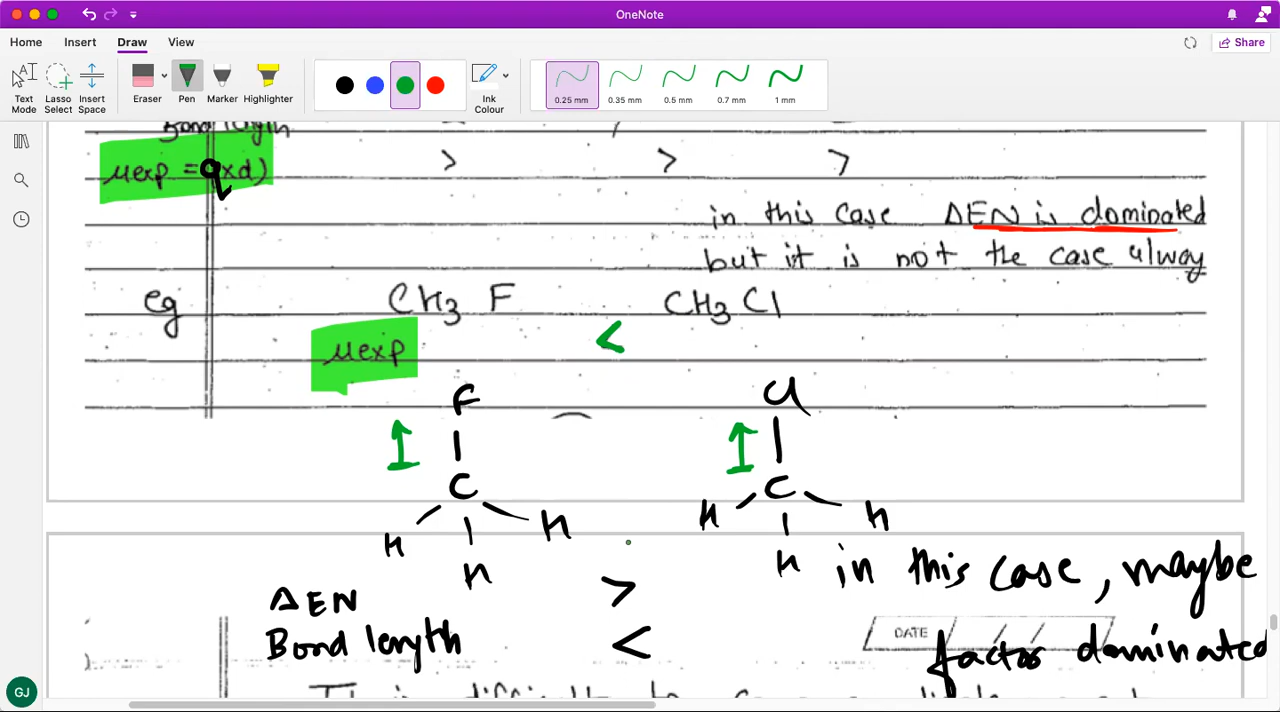 OneNote
Home Insert Draw View
Share
Text Mode
Lasso Select
Insert Space
Eraser
Pen
Marker
Highlighter
Ink Colour
0.25 mm
0.35 mm
0.5 mm
0.7 mm
1 mm
Bond length
μexp = q×d)
> > >
in this case ΔEN is dominated
but it is not the case alway
eg CH3 F CH3 Cl
μexp <
F Cl
C C
H H H H
H H
in this case, maybe
ΔEN >
DATE
Bond length <
factor dominated
GJ